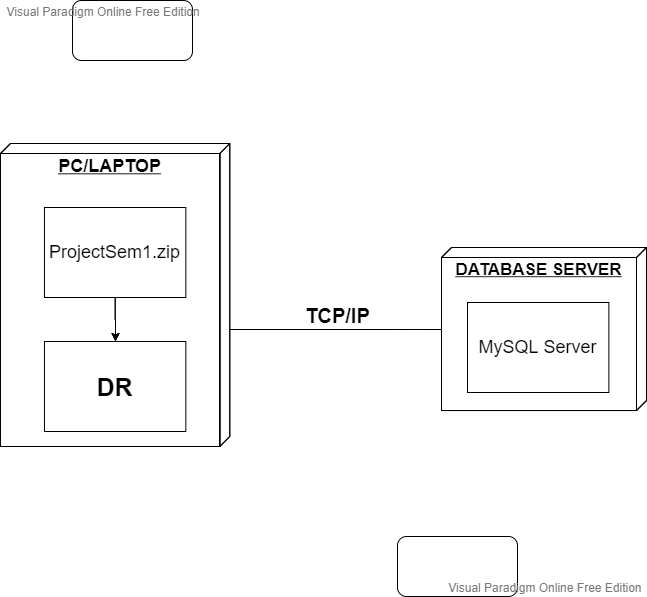 Visual Paradigm Online Free Edition
PC/LAPTOP
ProjectSem1.zip
DR
TCP/IP
DATABASE SERVER
MySQL Server
Visual Paradigm Online Free Edition